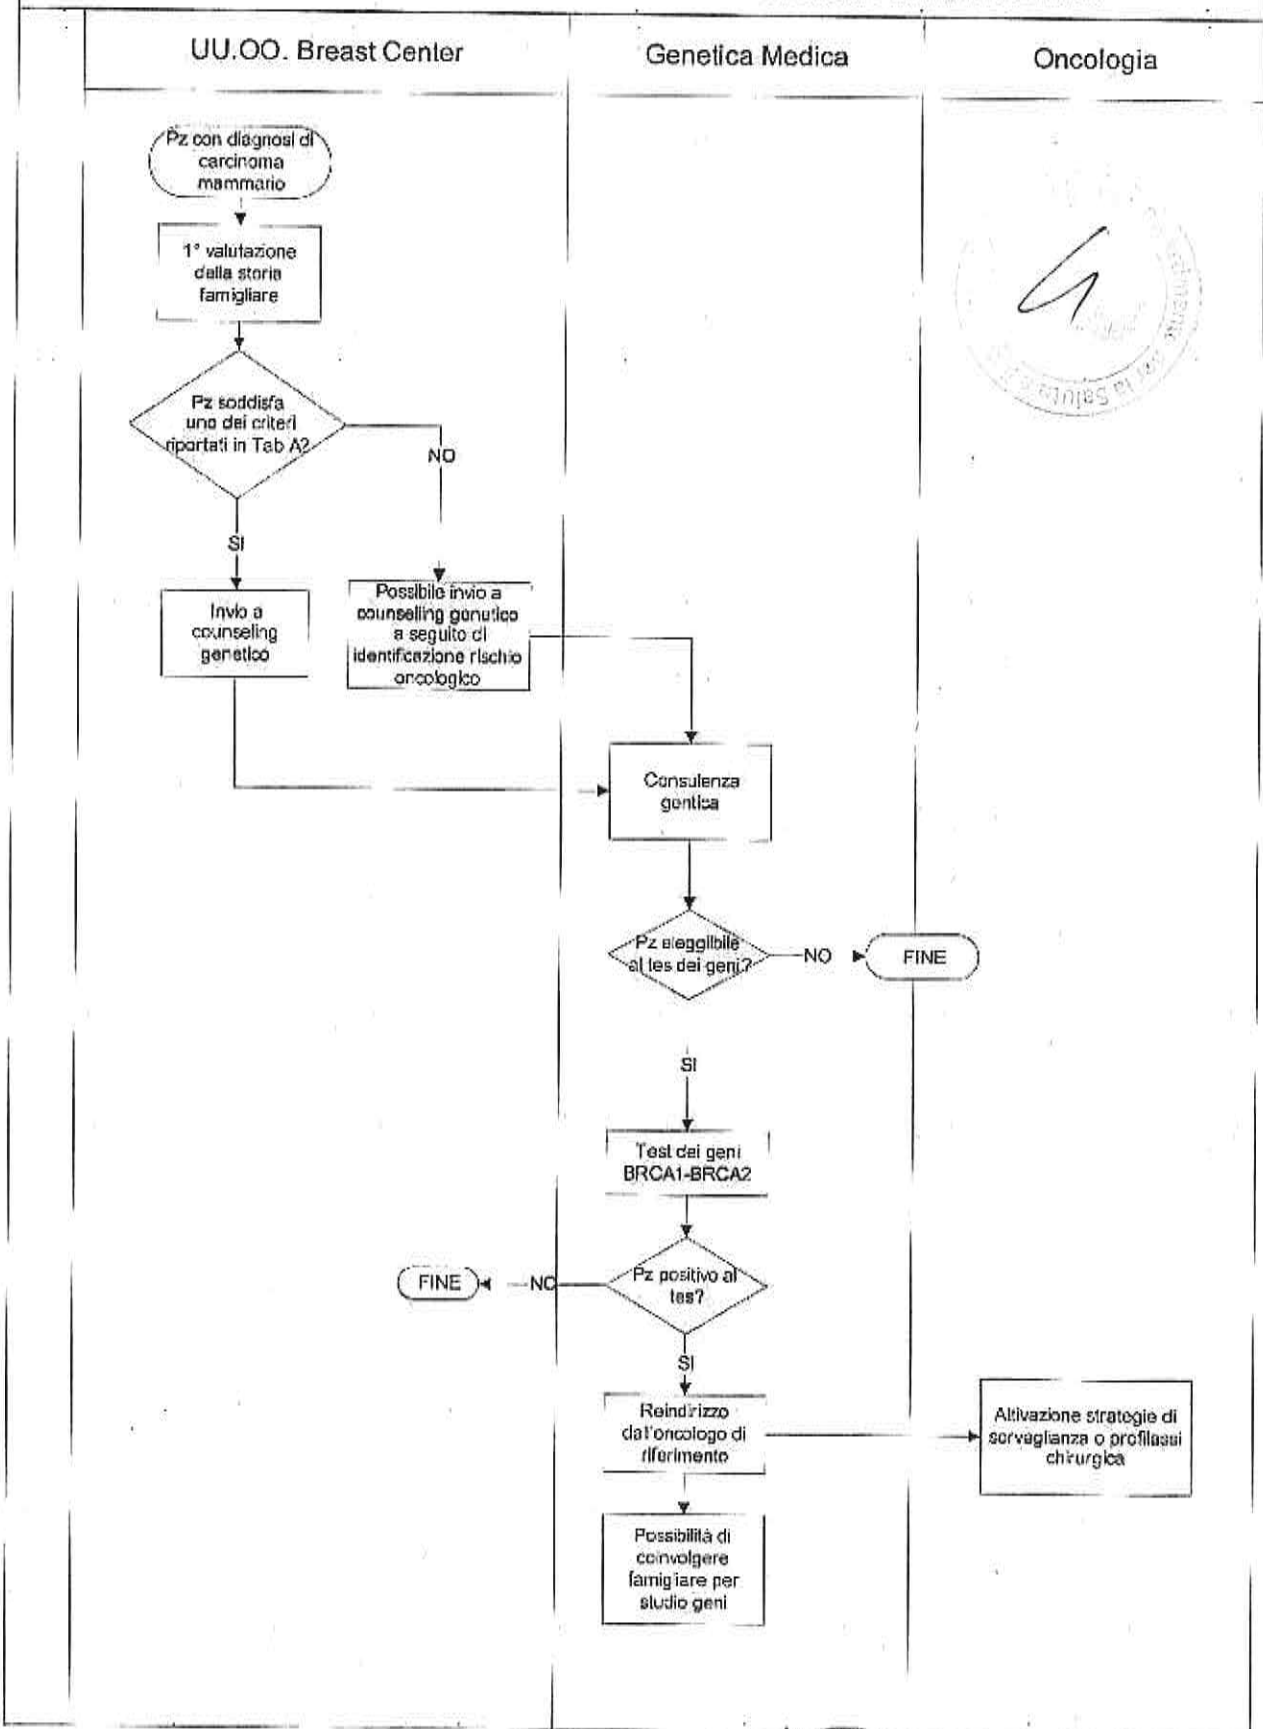 UU.OO. Breast Center
Genetica Medica
Oncologia
Pz con diagnosi di
carcinoma
mammario
1° valutazione
della storia
famigliare
Pz soddisfa
uno dei criteri
riportati in Tab A?
NO
SI
Invio a
counseling
genetico
Possibile invio a
counselling genetico
a seguito di
identificazione rischio
oncologico
Consulenza
gentica
Pz eleggibile
al tes dei geni?
NO
FINE
SI
Test dei geni
BRCA1-BRCA2
Pz positivo al
tes?
NO
FINE
SI
Reindirizzo
dall'oncologo di
riferimento
Attivazione strategie di
sorveglianza o profilassi
chirurgica
Possibilità di
coinvolgere
famigliare per
studio geni
per la Salute